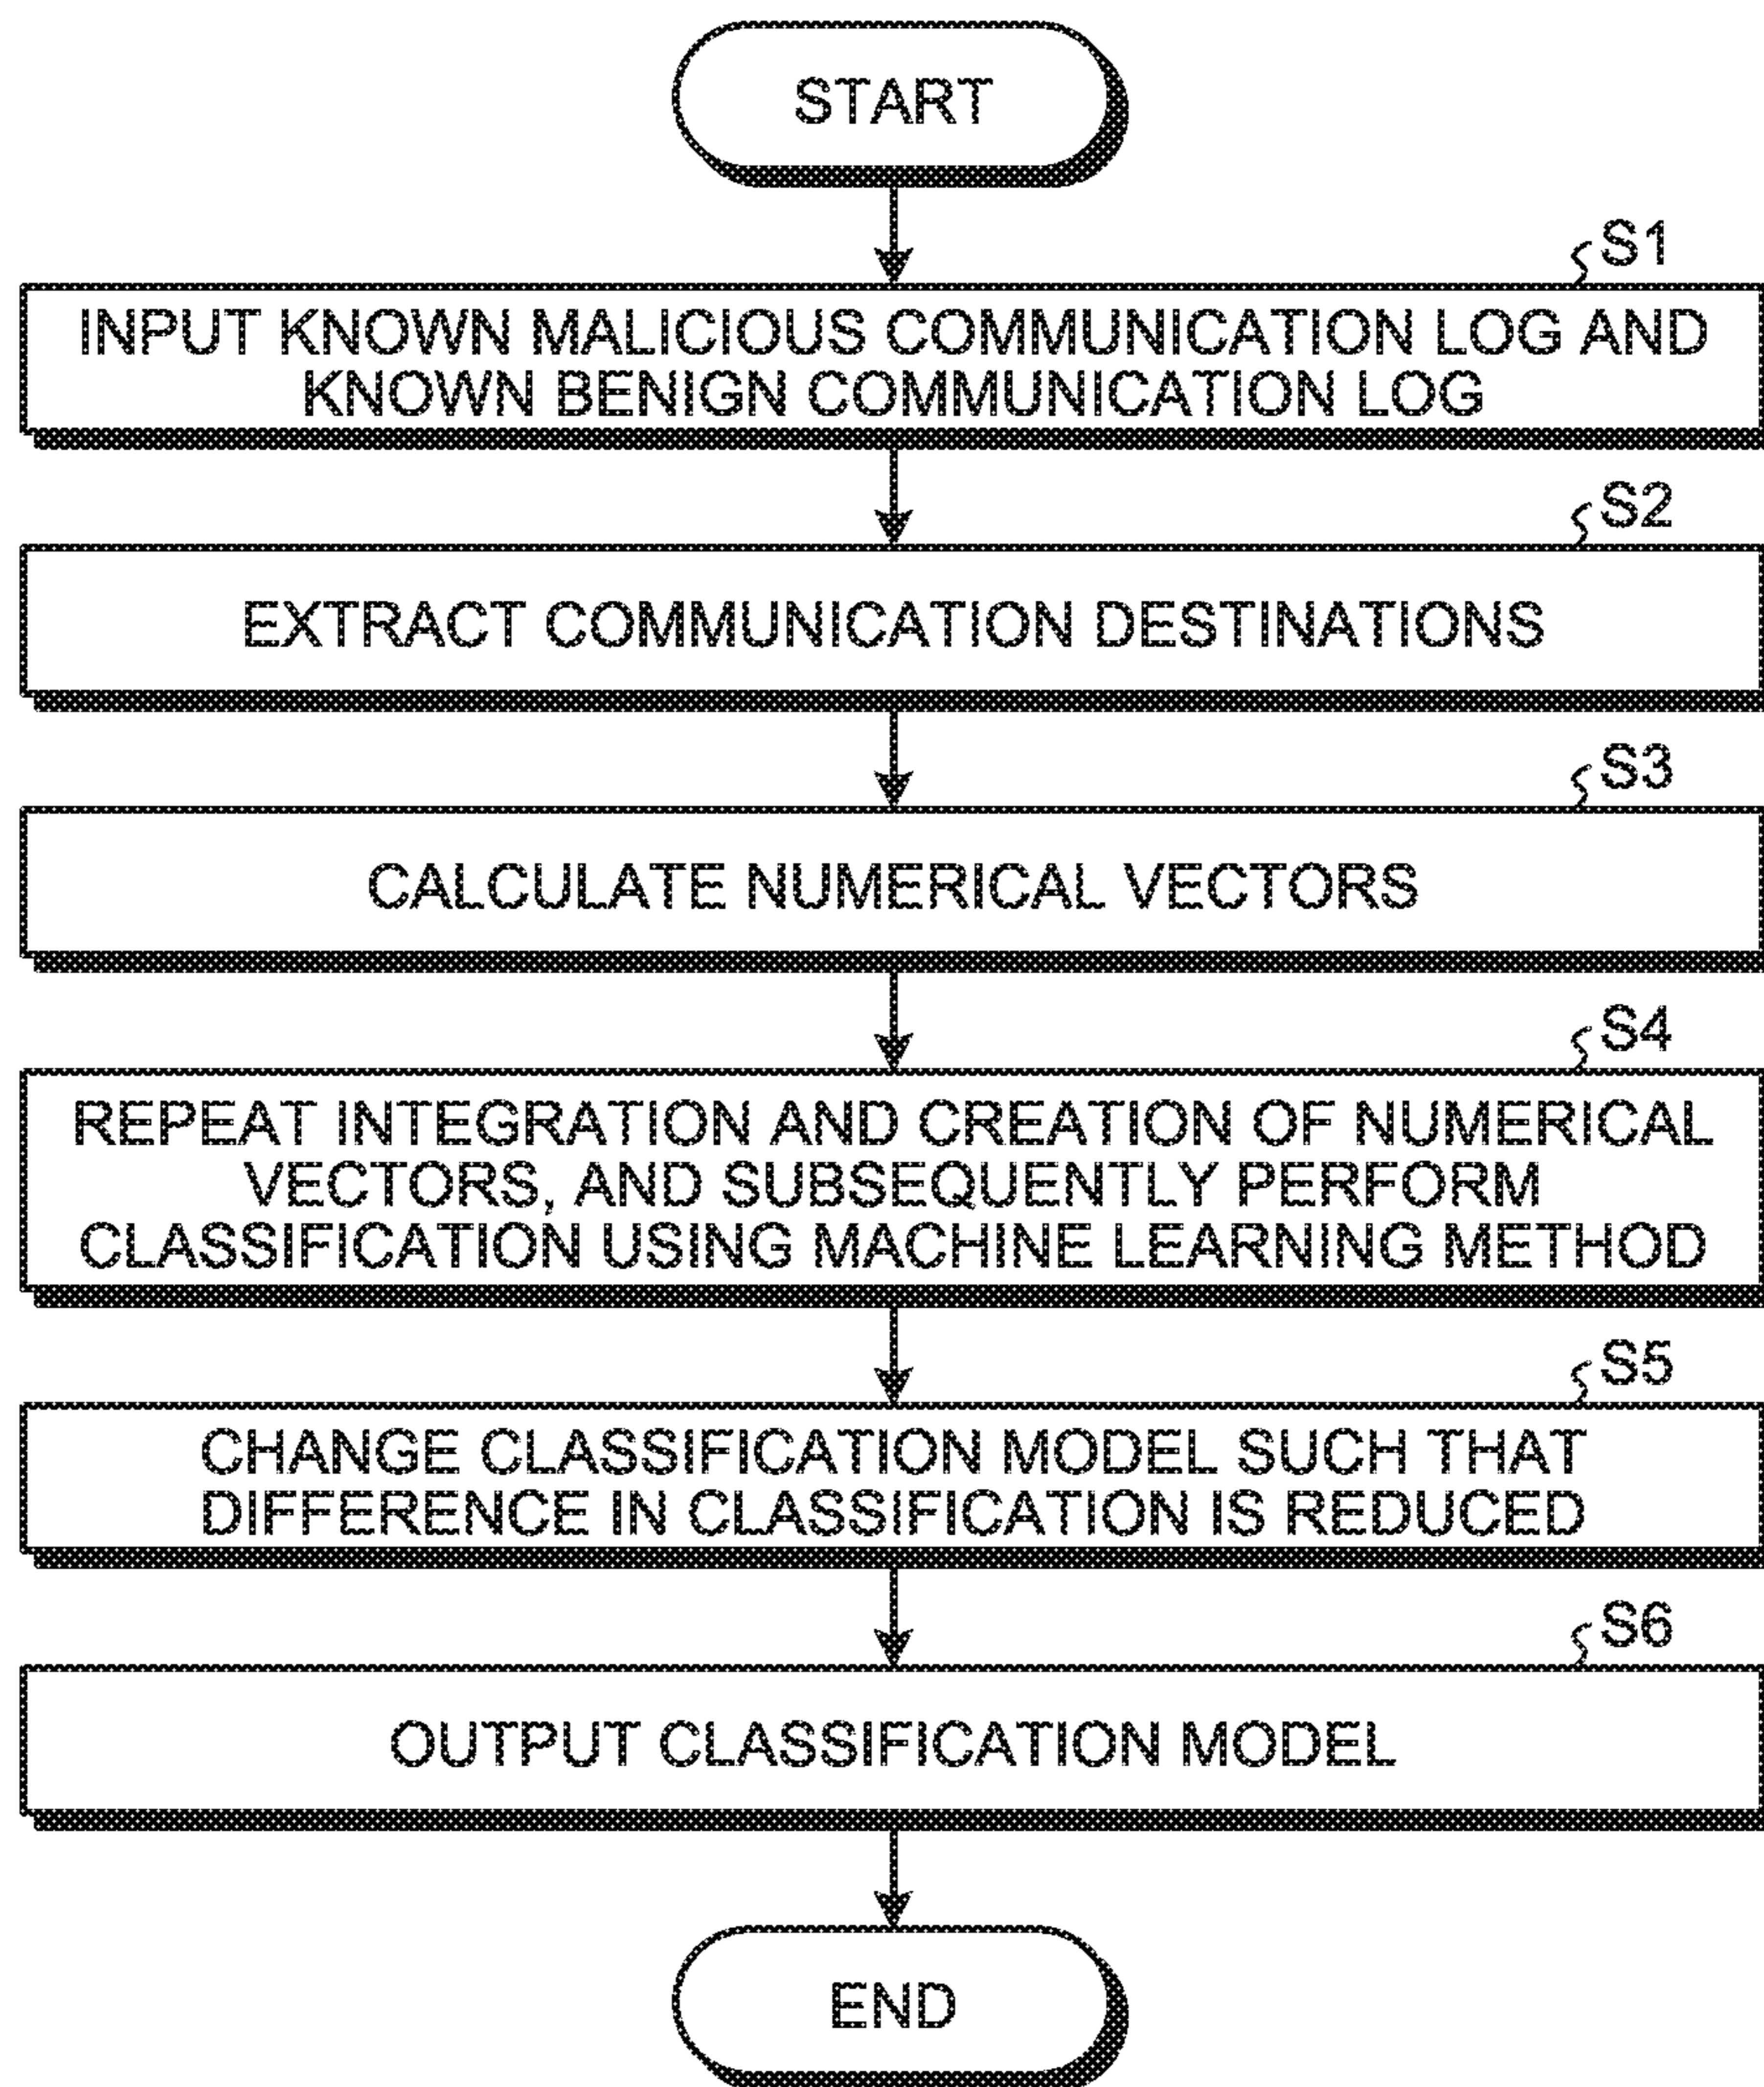 START
S1
INPUT KNOWN MALICIOUS COMMUNICATION LOG AND
KNOWN BENIGN COMMUNICATION LOG
S2
EXTRACT COMMUNICATION DESTINATIONS
S3
CALCULATE NUMERICAL VECTORS
S4
REPEAT INTEGRATION AND CREATION OF NUMERICAL
VECTORS, AND SUBSEQUENTLY PERFORM
CLASSIFICATION USING MACHINE LEARNING METHOD
S5
CHANGE CLASSIFICATION MODEL SUCH THAT
DIFFERENCE IN CLASSIFICATION IS REDUCED
S6
OUTPUT CLASSIFICATION MODEL
END